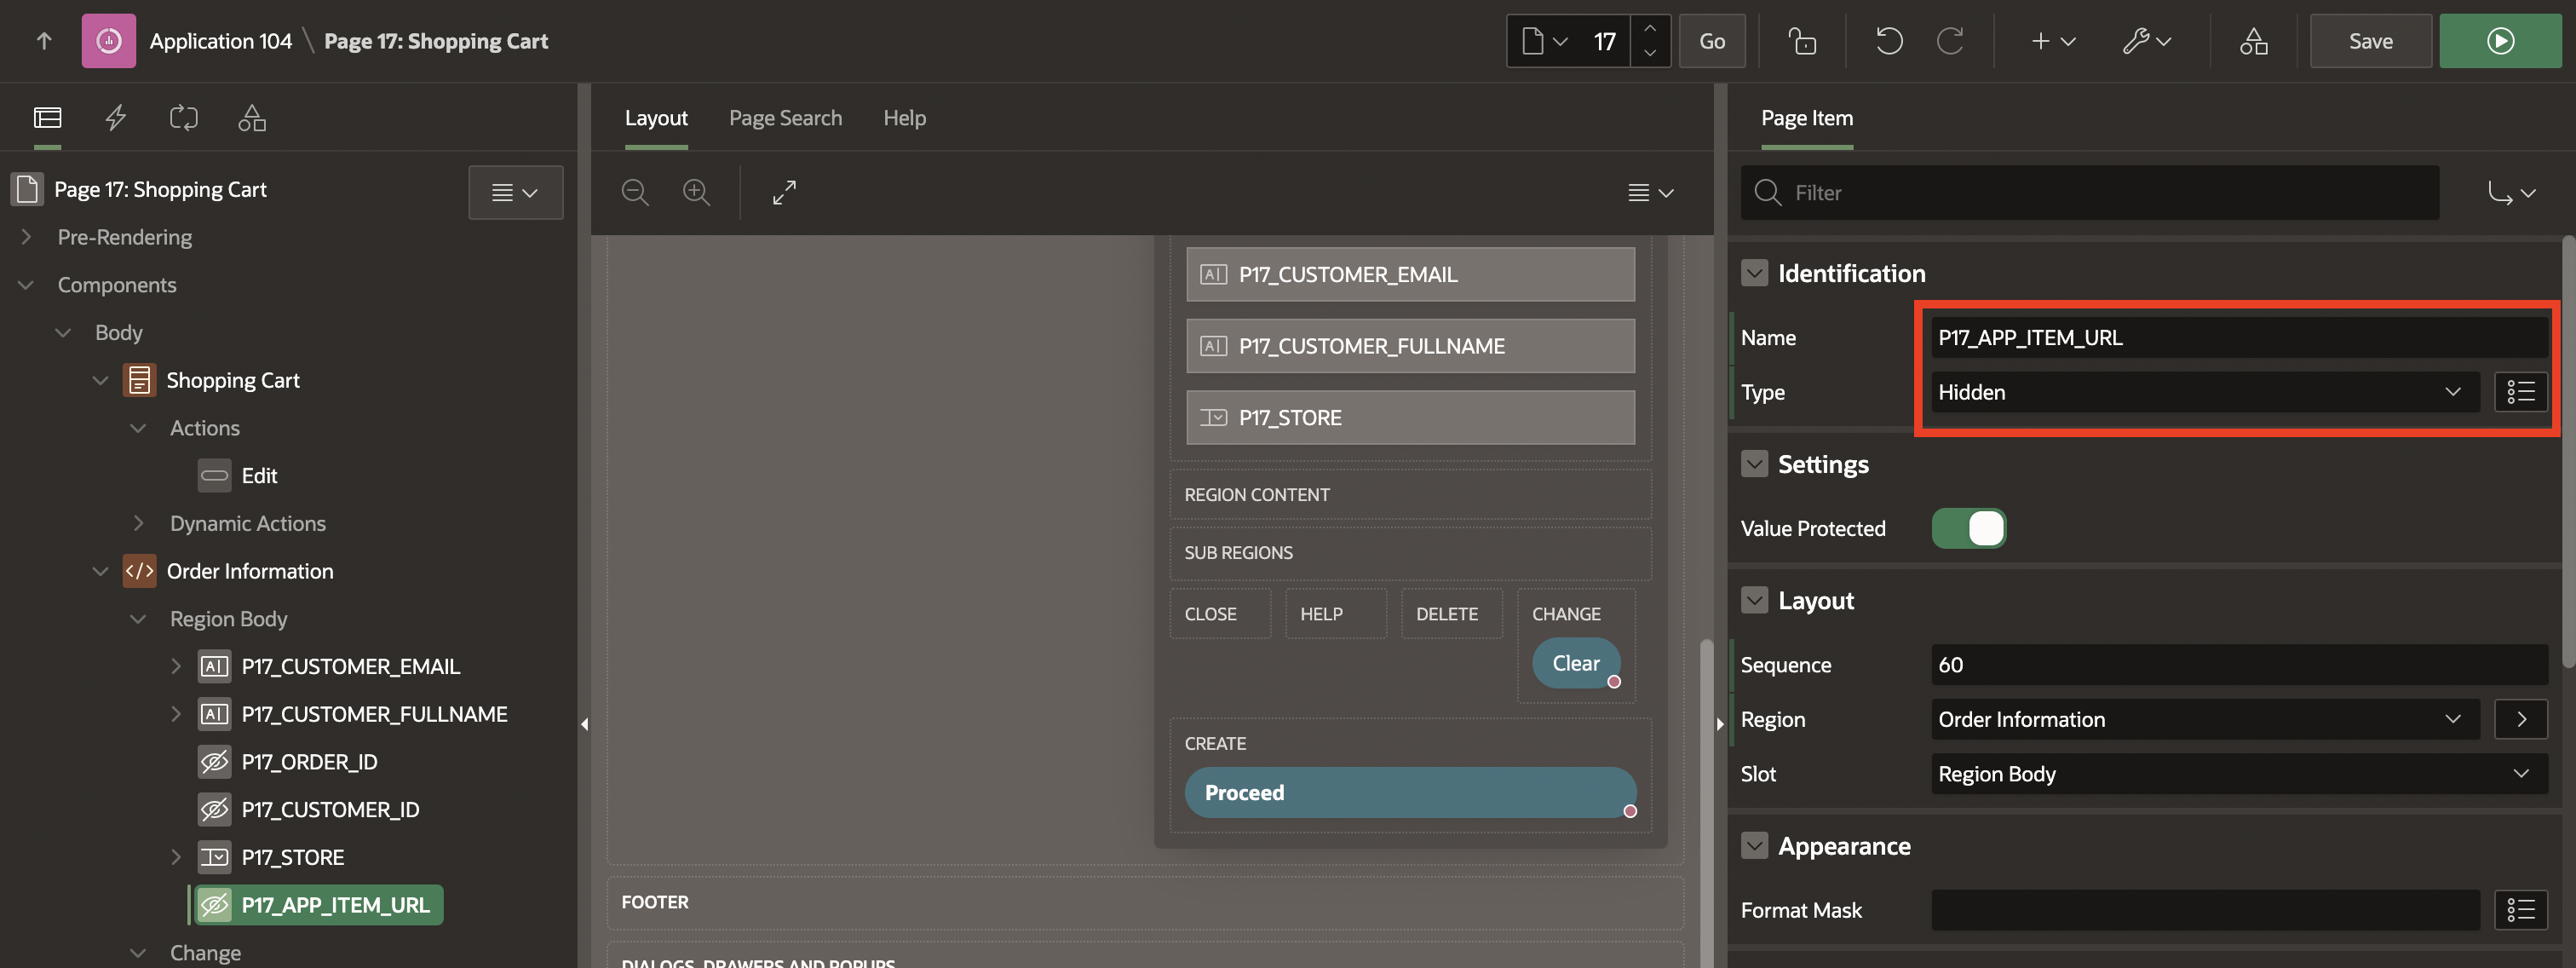 Application 104 \ Page 17: Shopping Cart
17
Go
Save
Page 17: Shopping Cart
Pre-Rendering
Components
Body
Shopping Cart
Actions
Edit
Dynamic Actions
Order Information
Region Body
P17_CUSTOMER_EMAIL
P17_CUSTOMER_FULLNAME
P17_ORDER_ID
P17_CUSTOMER_ID
P17_STORE
P17_APP_ITEM_URL
Change
Layout Page Search Help
P17_CUSTOMER_EMAIL
P17_CUSTOMER_FULLNAME
P17_STORE
REGION CONTENT
SUB REGIONS
CLOSE HELP DELETE CHANGE
Clear
CREATE
Proceed
FOOTER
DIALOGS, DRAWERS AND POPUPS
Page Item
Filter
Identification
Name P17_APP_ITEM_URL
Type Hidden
Settings
Value Protected
Layout
Sequence 60
Region Order Information
Slot Region Body
Appearance
Format Mask